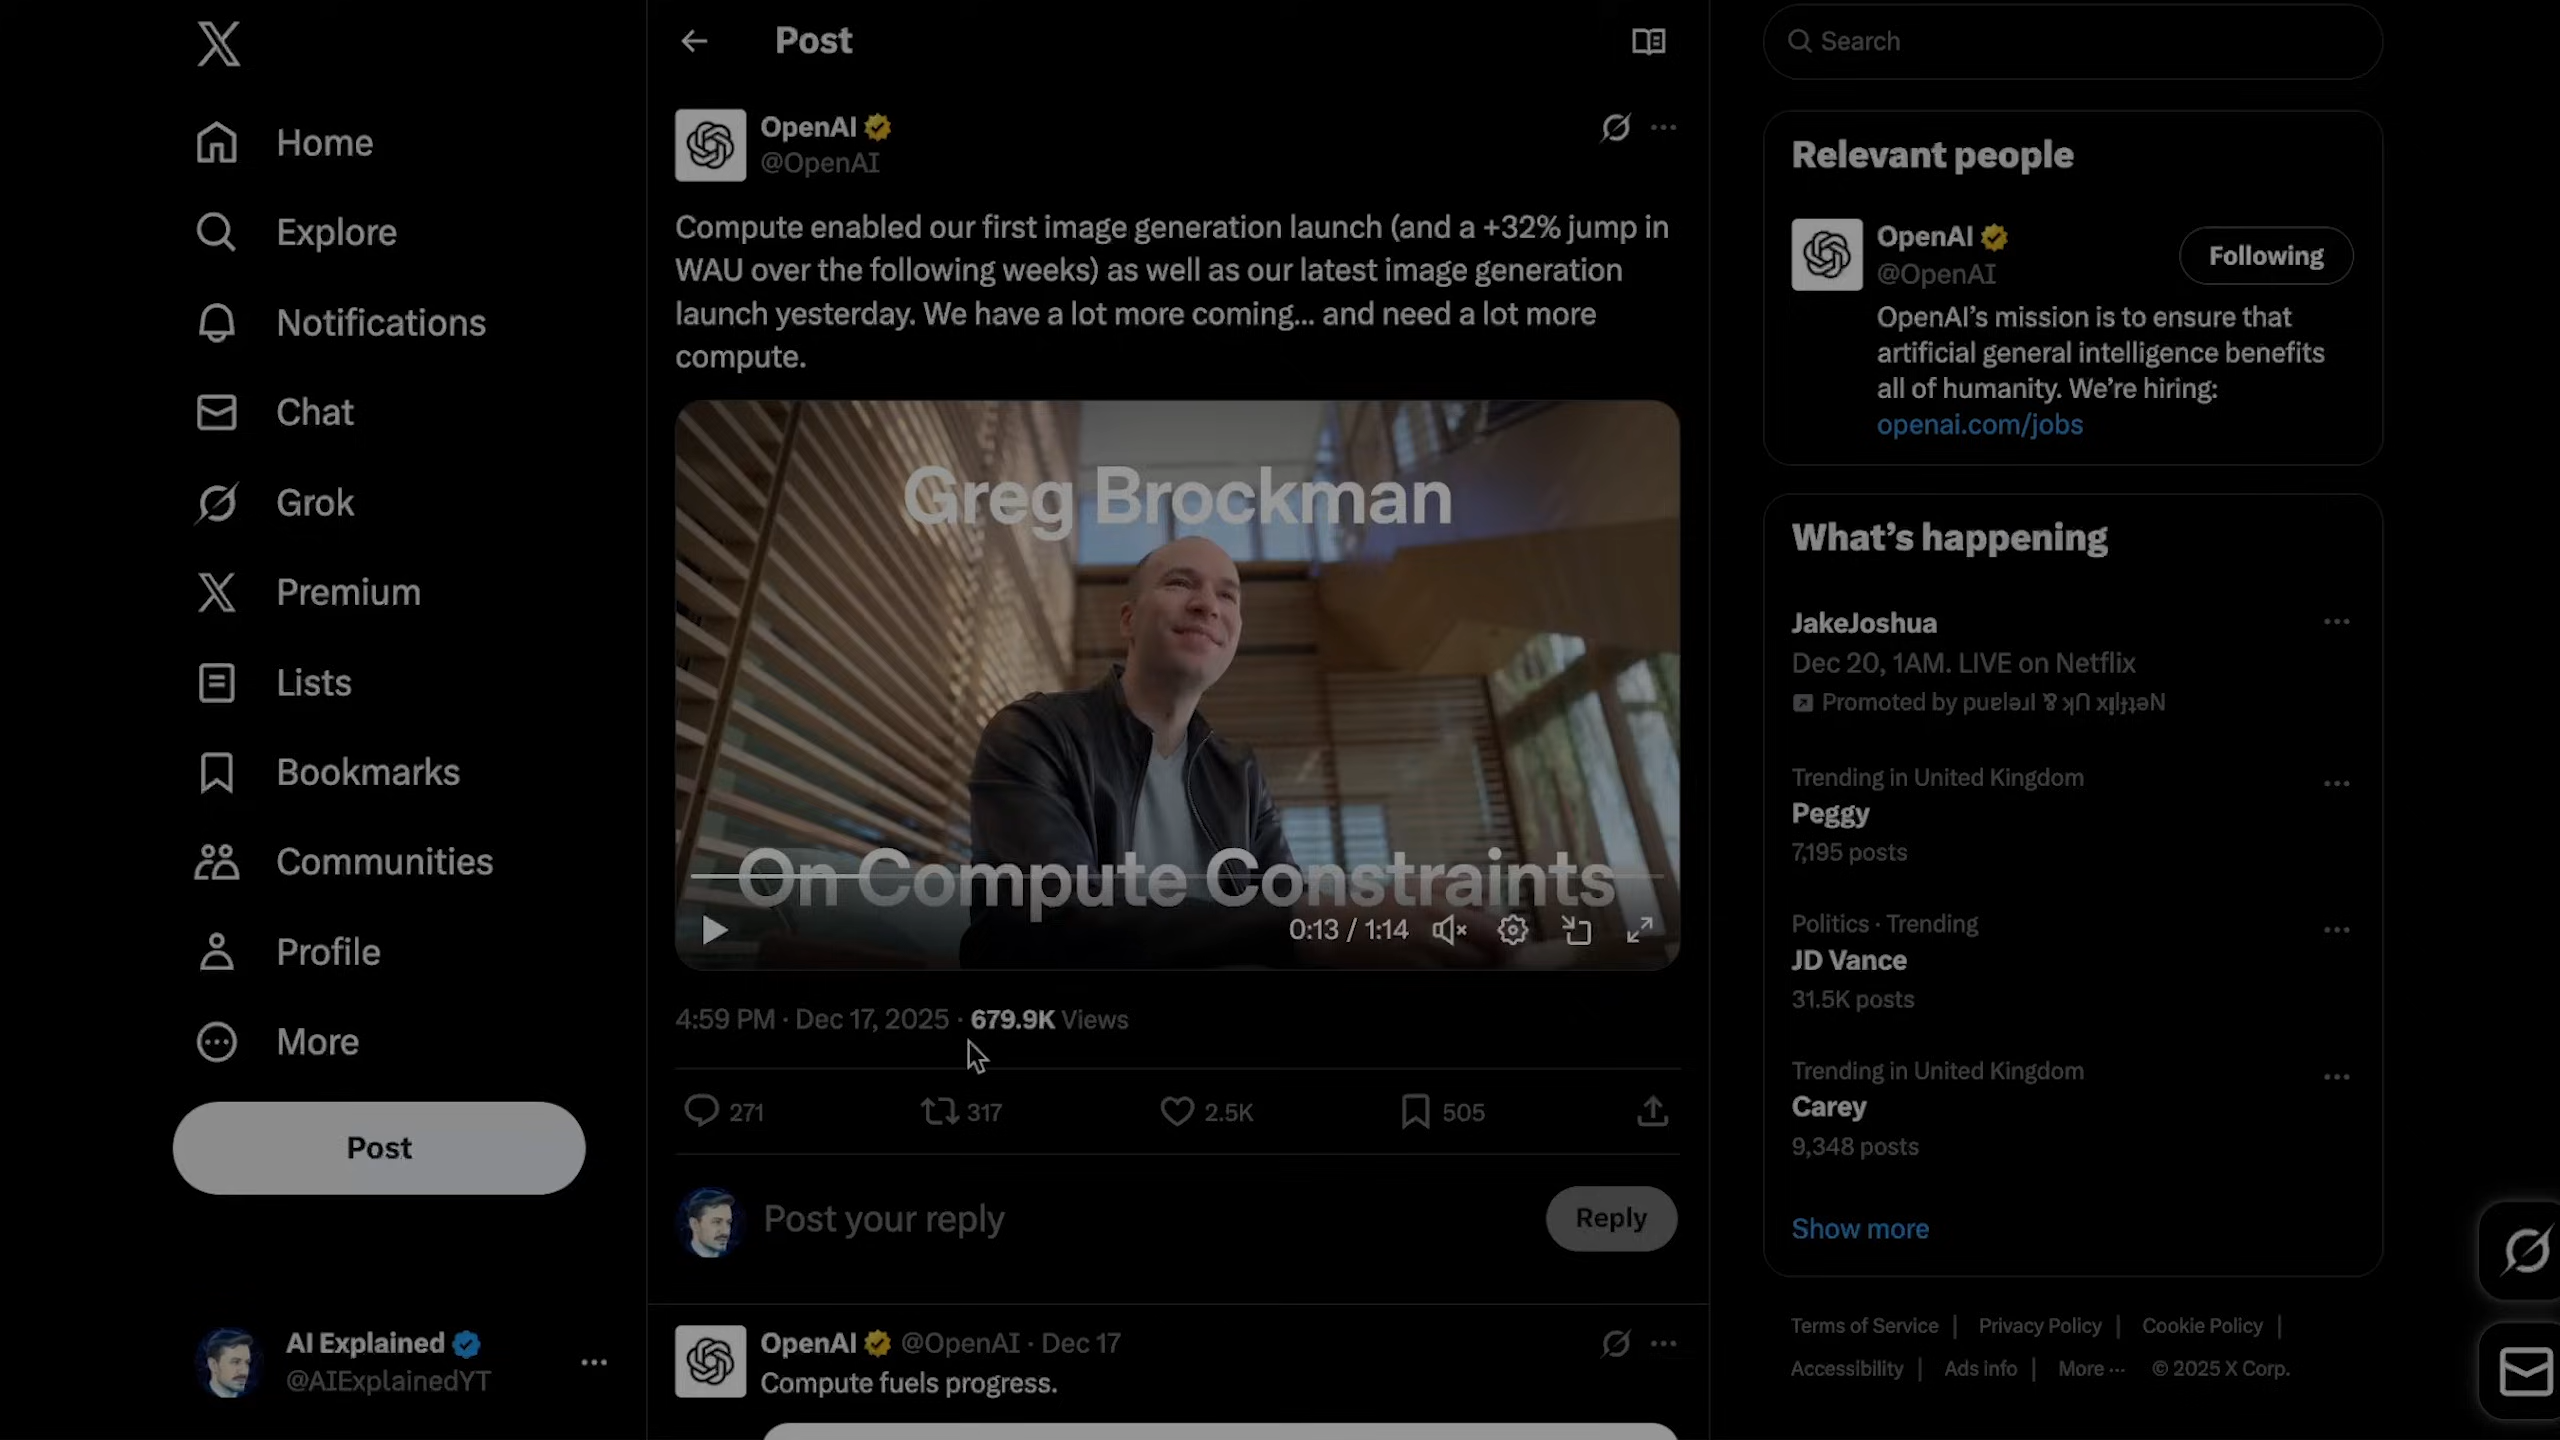 Home
Explore
Notifications
Chat
Grok
Premium
Lists
Bookmarks
Communities
Profile
More
Post
AI Explained
@AIExplainedYT
Post
OpenAI
@OpenAI
Compute enabled our first image generation launch (and a +32% jump in
WAU over the following weeks) as well as our latest image generation
launch yesterday. We have a lot more coming... and need a lot more
compute.
Greg Brockman
On Compute Constraints
0:13 / 1:14
4:59 PM · Dec 17, 2025 · 679.9K Views
271 317 2.5K 505
Post your reply
Reply
OpenAI @OpenAI · Dec 17
Compute fuels progress.
Search
Relevant people
OpenAI
@OpenAI
Following
OpenAI’s mission is to ensure that
artificial general intelligence benefits
all of humanity. We’re hiring:
openai.com/jobs
What’s happening
JakeJoshua
Dec 20, 1AM. LIVE on Netflix
Promoted by puɐlǝɹI ⅋ ʞ∩ xᴉlɟʇǝN
Trending in United Kingdom
Peggy
7,195 posts
Politics · Trending
JD Vance
31.5K posts
Trending in United Kingdom
Carey
9,348 posts
Show more
Terms of Service | Privacy Policy | Cookie Policy |
Accessibility | Ads info | More ··· © 2025 X Corp.